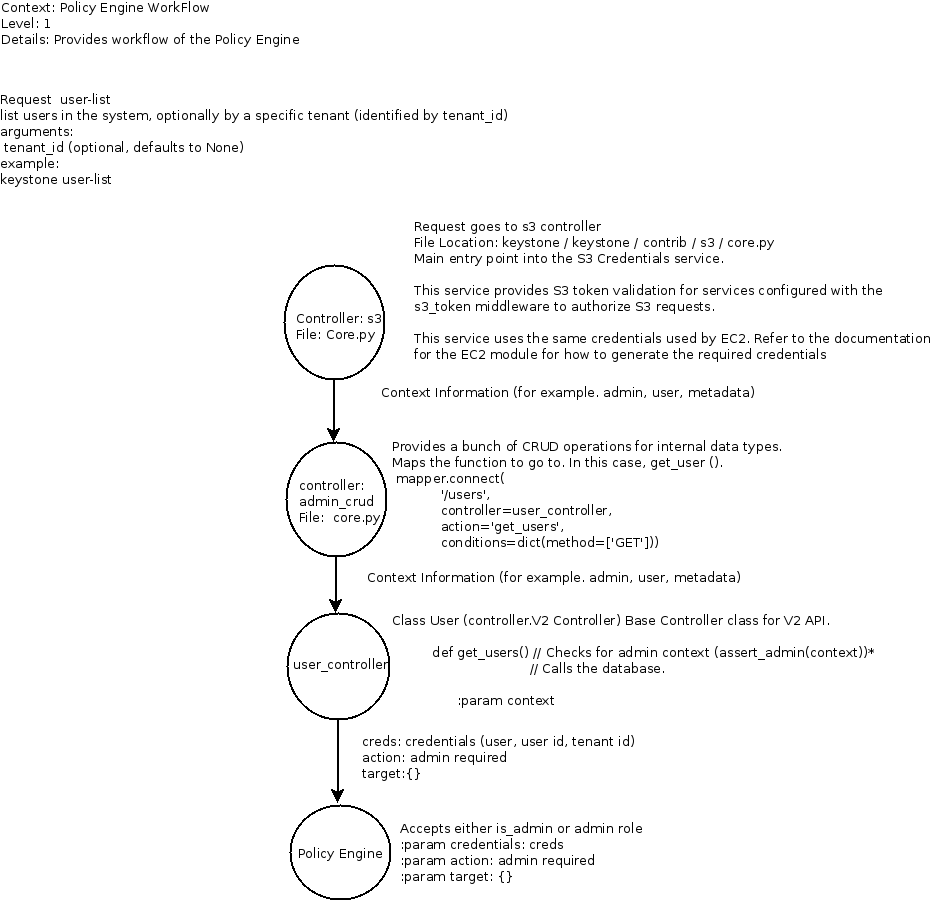 Context: Policy Engine WorkFlow
Level: 1
Details: Provides workflow of the Policy Engine
Request  user-list
list users in the system, optionally by a specific tenant (identified by tenant_id)
arguments:
tenant_id (optional, defaults to None)
example:
keystone user-list
Request goes to s3 controller
File Location: keystone / keystone / contrib / s3 / core.py
Main entry point into the S3 Credentials service.
This service provides S3 token validation for services configured with the
s3_token middleware to authorize S3 requests.
This service uses the same credentials used by EC2. Refer to the documentation
for the EC2 module for how to generate the required credentials
Controller: s3
File: Core.py
Context Information (for example. admin, user, metadata)
Provides a bunch of CRUD operations for internal data types.
Maps the function to go to. In this case, get_user ().
mapper.connect(
'/users',
controller=user_controller,
action='get_users',
conditions=dict(method=['GET']))
controller:
admin_crud
File:  core.py
Context Information (for example. admin, user, metadata)
Class User (controller.V2 Controller) Base Controller class for V2 API.
def get_users() // Checks for admin context (assert_admin(context))*
// Calls the database.
:param context
user_controller
creds: credentials (user, user id, tenant id)
action: admin required
target:{}
Accepts either is_admin or admin role
:param credentials: creds
:param action: admin required
:param target: {}
Policy Engine